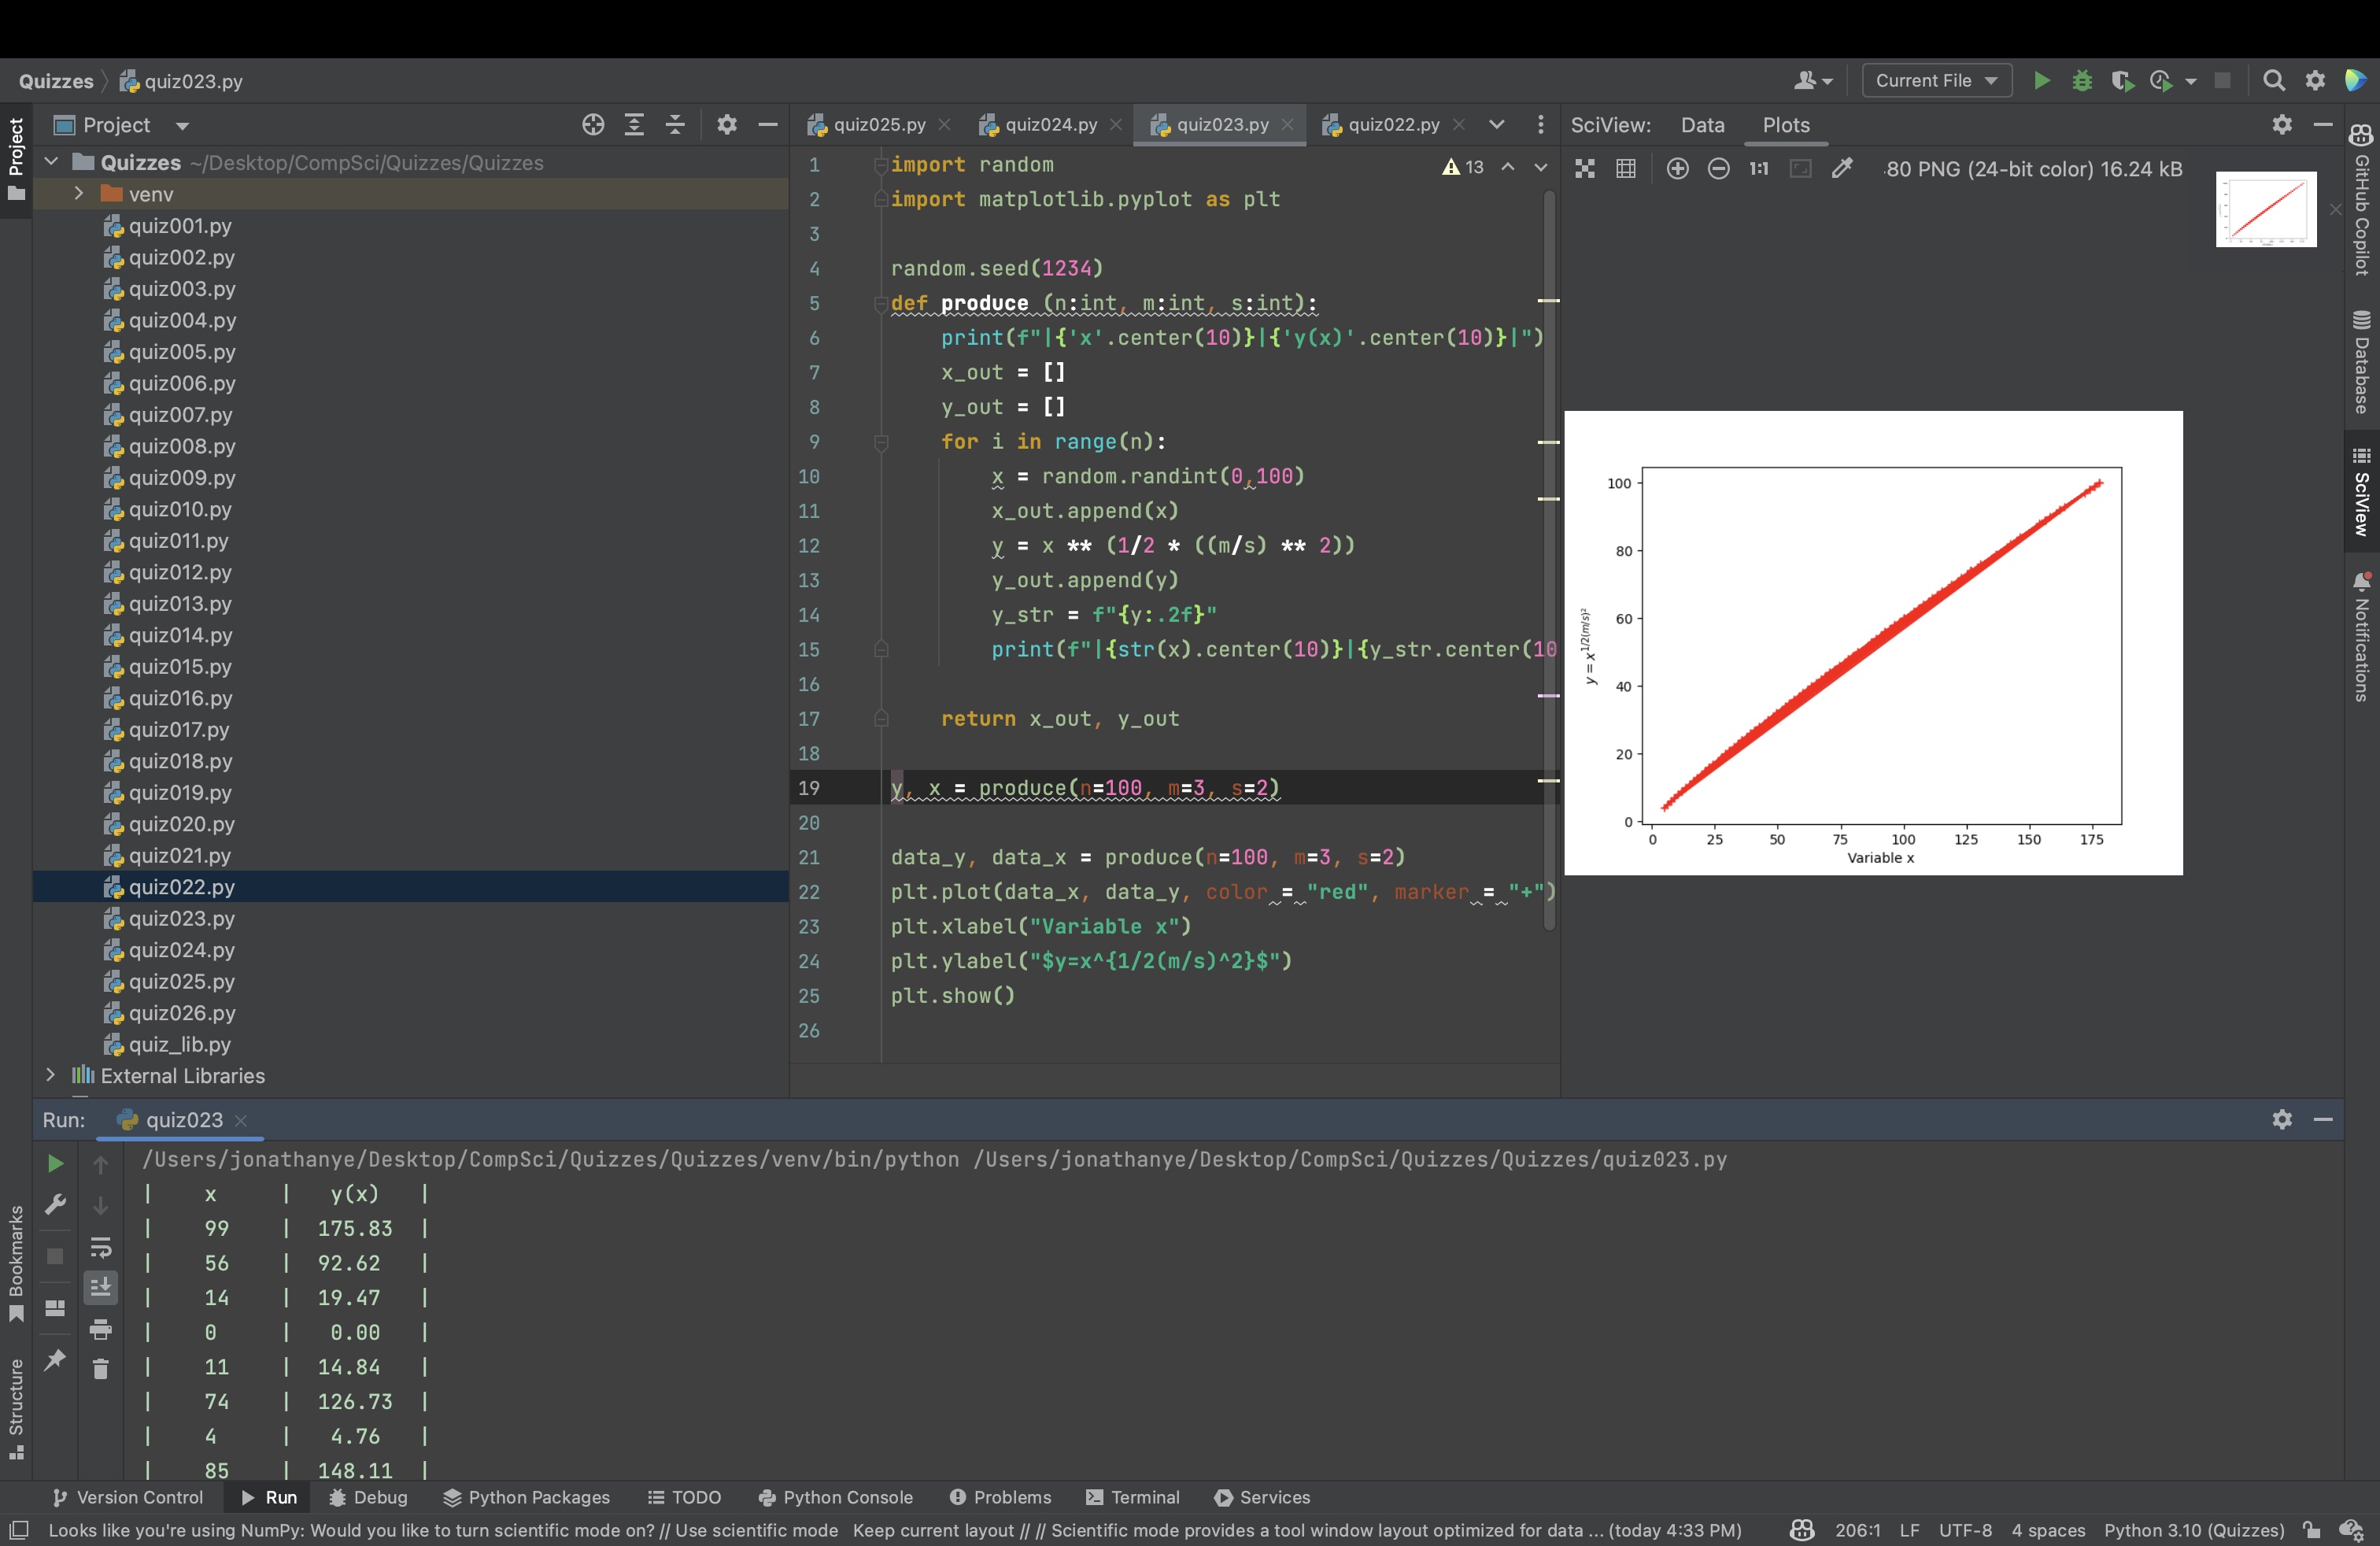 Quizzes
quiz023.py
Current File
Project
Project
Quizzes ~/Desktop/CompSci/Quizzes/Quizzes
venv
quiz001.py
quiz002.py
quiz003.py
quiz004.py
quiz005.py
quiz006.py
quiz007.py
quiz008.py
quiz009.py
quiz010.py
quiz011.py
quiz012.py
quiz013.py
quiz014.py
quiz015.py
quiz016.py
quiz017.py
quiz018.py
quiz019.py
quiz020.py
quiz021.py
quiz022.py
quiz023.py
quiz024.py
quiz025.py
quiz026.py
quiz_lib.py
External Libraries
quiz025.py
quiz024.py
quiz023.py
quiz022.py
13
1 import random
2 import matplotlib.pyplot as plt
3
4 random.seed(1234)
5 def produce (n:int, m:int, s:int):
6 print(f"|{'x'.center(10)}|{'y(x)'.center(10)}|")
7 x_out = []
8 y_out = []
9 for i in range(n):
10 x = random.randint(0,100)
11 x_out.append(x)
12 y = x ** (1/2 * ((m/s) ** 2))
13 y_out.append(y)
14 y_str = f"{y:.2f}"
15 print(f"|{str(x).center(10)}|{y_str.center(10
16
17 return x_out, y_out
18
19 y, x = produce(n=100, m=3, s=2)
20
21 data_y, data_x = produce(n=100, m=3, s=2)
22 plt.plot(data_x, data_y, color = "red", marker = "+")
23 plt.xlabel("Variable x")
24 plt.ylabel("$y=x^{1/2(m/s)^2}$")
25 plt.show()
26
SciView: Data Plots
1:1
80 PNG (24-bit color) 16.24 kB
100
80
60
40
20
0
0 25 50 75 100 125 150 175
Variable x
y = x^{1/2(m/s)^2}
GitHub Copilot
Database
SciView
Notifications
Run: quiz023
/Users/jonathanye/Desktop/CompSci/Quizzes/Quizzes/venv/bin/python /Users/jonathanye/Desktop/CompSci/Quizzes/Quizzes/quiz023.py
| x | y(x) |
| 99 | 175.83 |
| 56 | 92.62 |
| 14 | 19.47 |
| 0 | 0.00 |
| 11 | 14.84 |
| 74 | 126.73 |
| 4 | 4.76 |
| 85 | 148.11 |
Bookmarks
Structure
Version Control Run Debug Python Packages TODO Python Console Problems Terminal Services
Looks like you're using NumPy: Would you like to turn scientific mode on? // Use scientific mode Keep current layout // // Scientific mode provides a tool window layout optimized for data ... (today 4:33 PM) 206:1 LF UTF-8 4 spaces Python 3.10 (Quizzes)